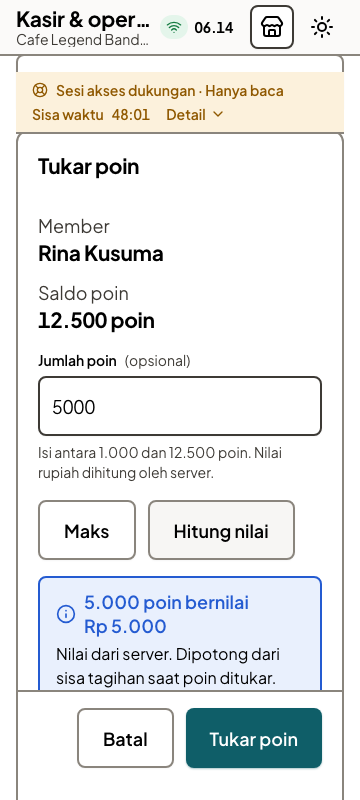 Kasir & oper...
Cafe Legend Band...
06.14
Sesi akses dukungan · Hanya baca
Sisa waktu 48:01 Detail
Tukar poin
Member
Rina Kusuma
Saldo poin
12.500 poin
Jumlah poin (opsional)
5000
Isi antara 1.000 dan 12.500 poin. Nilai
rupiah dihitung oleh server.
Maks
Hitung nilai
5.000 poin bernilai
Rp 5.000
Nilai dari server. Dipotong dari
sisa tagihan saat poin ditukar.
Batal
Tukar poin